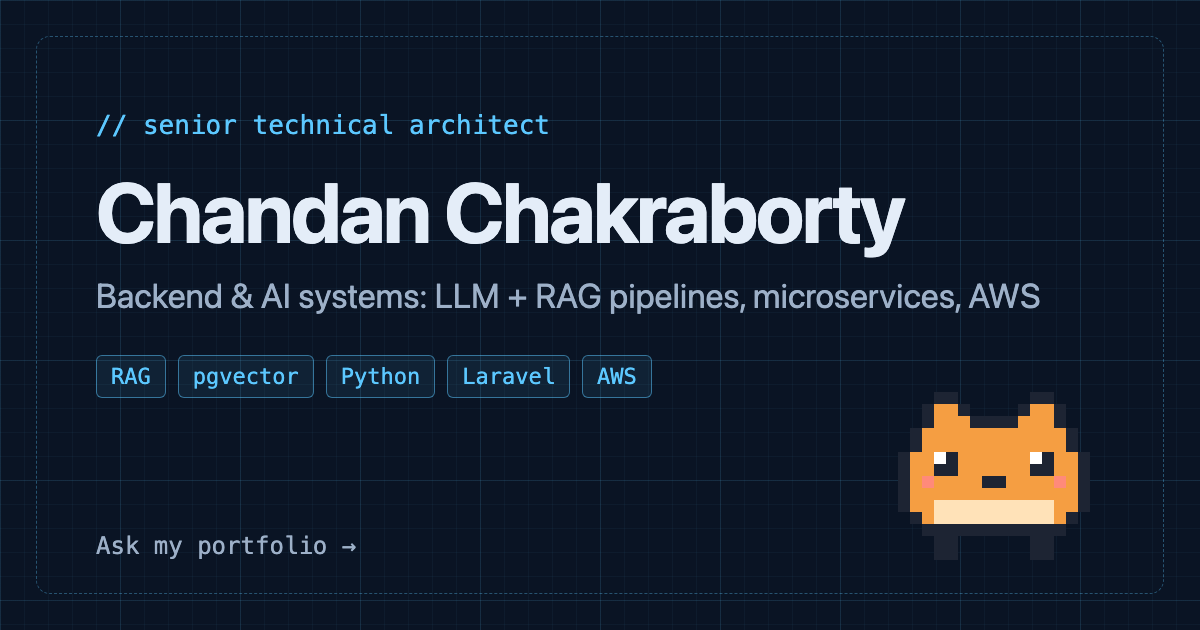 // senior technical architect
Chandan Chakraborty
Backend & AI systems: LLM + RAG pipelines, microservices, AWS
RAG pgvector Python Laravel AWS
Ask my portfolio →